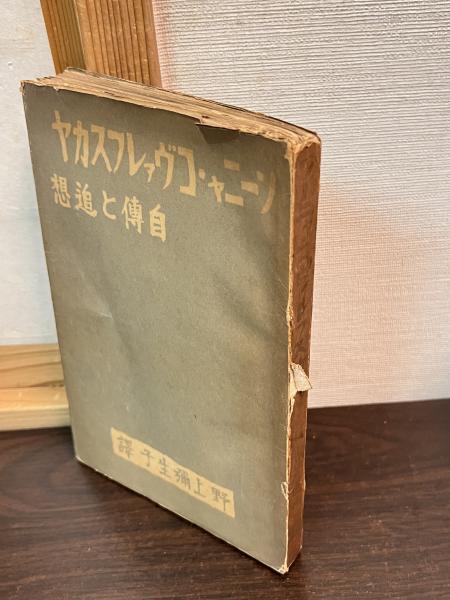 ソーニャ・コヴァレフスカヤ
自傳と追想
野上彌生子譯